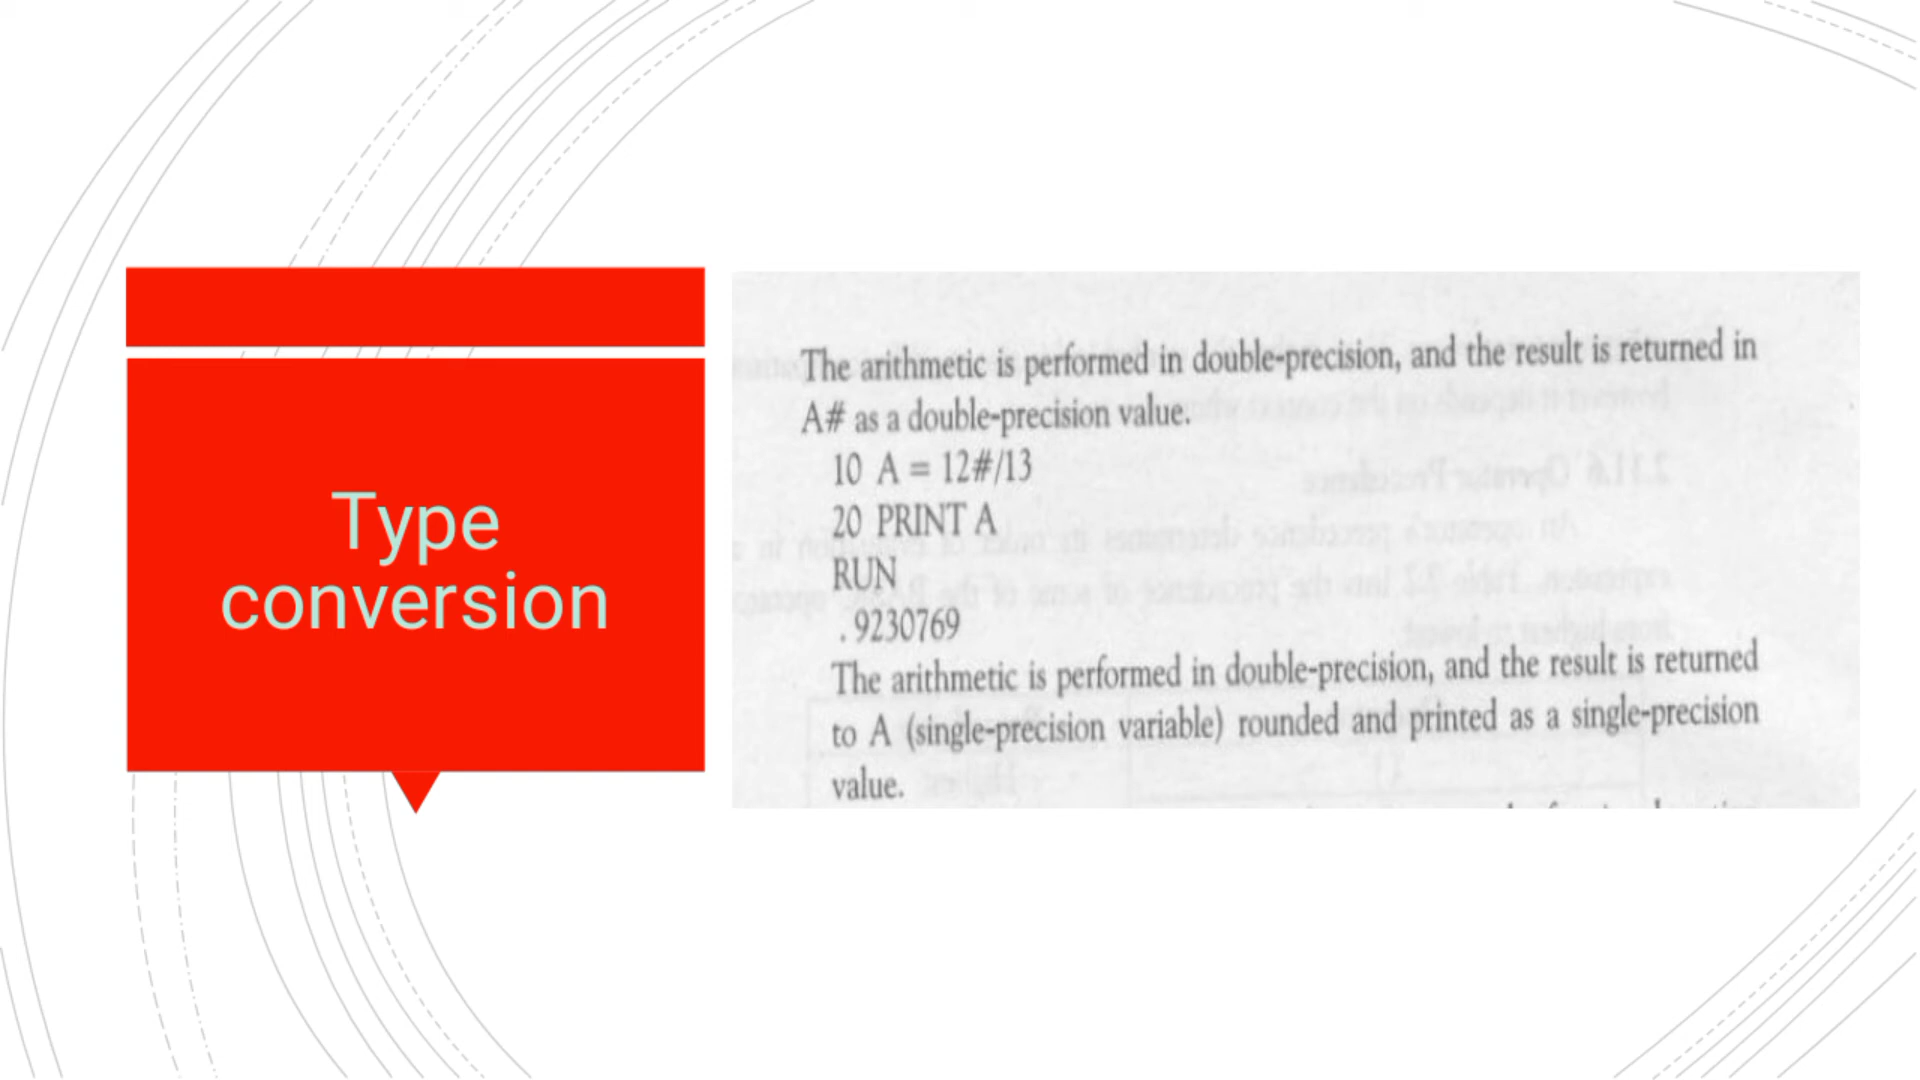 Type
conversion
The arithmetic is performed in double-precision, and the result is returned in
A# as a double-precision value.
10 A = 12#/13
20 PRINT A
RUN
.9230769
The arithmetic is performed in double-precision, and the result is returned
to A (single-precision variable) rounded and printed as a single-precision
value.